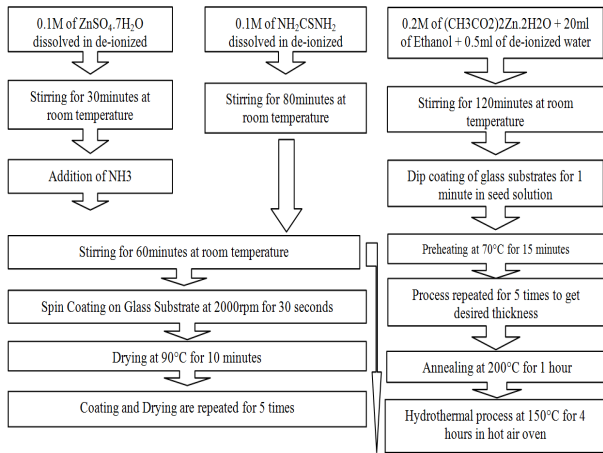 0.1M of ZnSO₄.7H₂O
dissolved in de-ionized
Stirring for 30minutes at
room temperature
Addition of NH3
0.1M of NH₂CSNH₂
dissolved in de-ionized
Stirring for 80minutes at
room temperature
Stirring for 60minutes at room temperature
Spin Coating on Glass Substrate at 2000rpm for 30 seconds
Drying at 90°C for 10 minutes
Coating and Drying are repeated for 5 times
0.2M of (CH3CO2)2Zn.2H2O + 20ml
of Ethanol + 0.5ml of de-ionized water
Stirring for 120minutes at room
temperature
Dip coating of glass substrates for 1
minute in seed solution
Preheating at 70°C for 15 minutes
Process repeated for 5 times to get
desired thickness
Annealing at 200°C for 1 hour
Hydrothermal process at 150°C for 4
hours in hot air oven